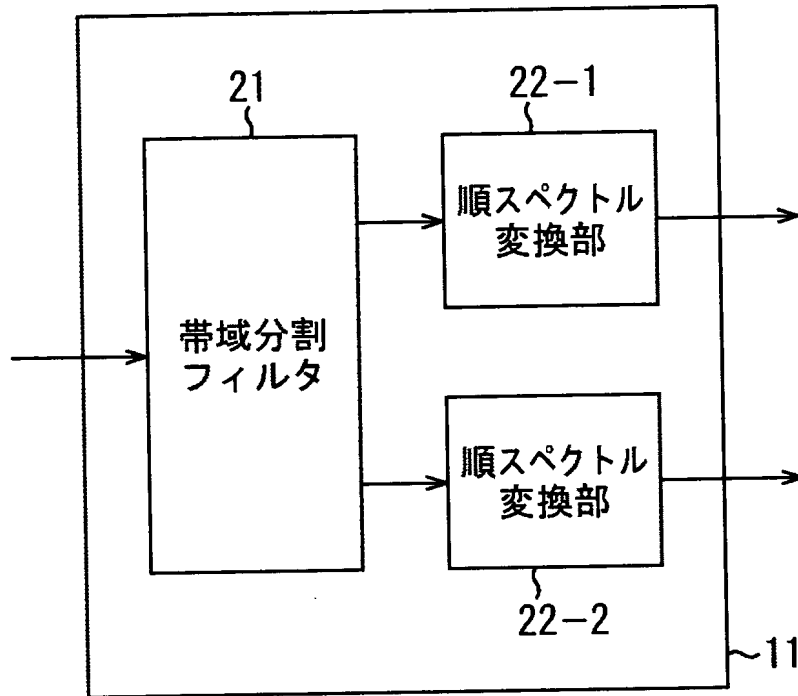 21
22-1
順スペクトル
変換部
帯域分割
フィルタ
順スペクトル
変換部
22-2
11